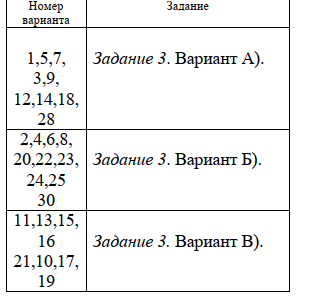 Номер
варианта
Задание
1,5,7,
3,9,
12,14,18,
28
Задание 3. Вариант А).
2,4,6,8,
20,22,23,
24,25
30
Задание 3. Вариант Б).
11,13,15,
16
21,10,17,
19
Задание 3. Вариант В).